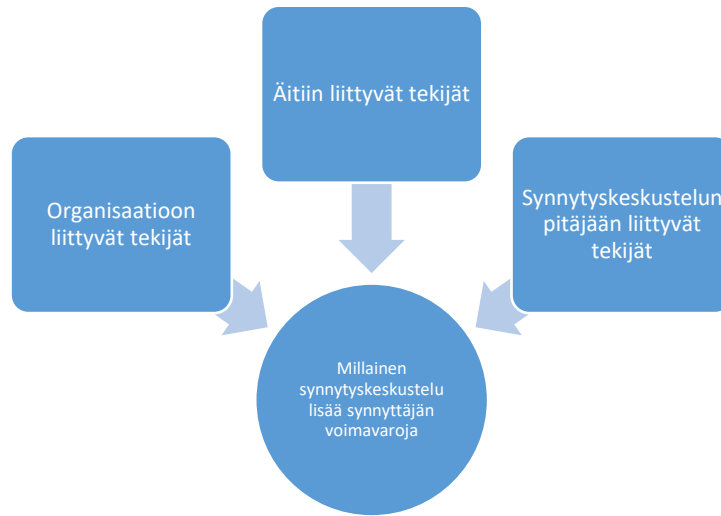 Äitiin liittyvät tekijät
Organisaatioon
liittyvät tekijät
Synnytyskeskustelun
pitäjään liittyvät
tekijät
Millainen
synnytyskeskustelu
lisää synnyttäjän
voimavaroja